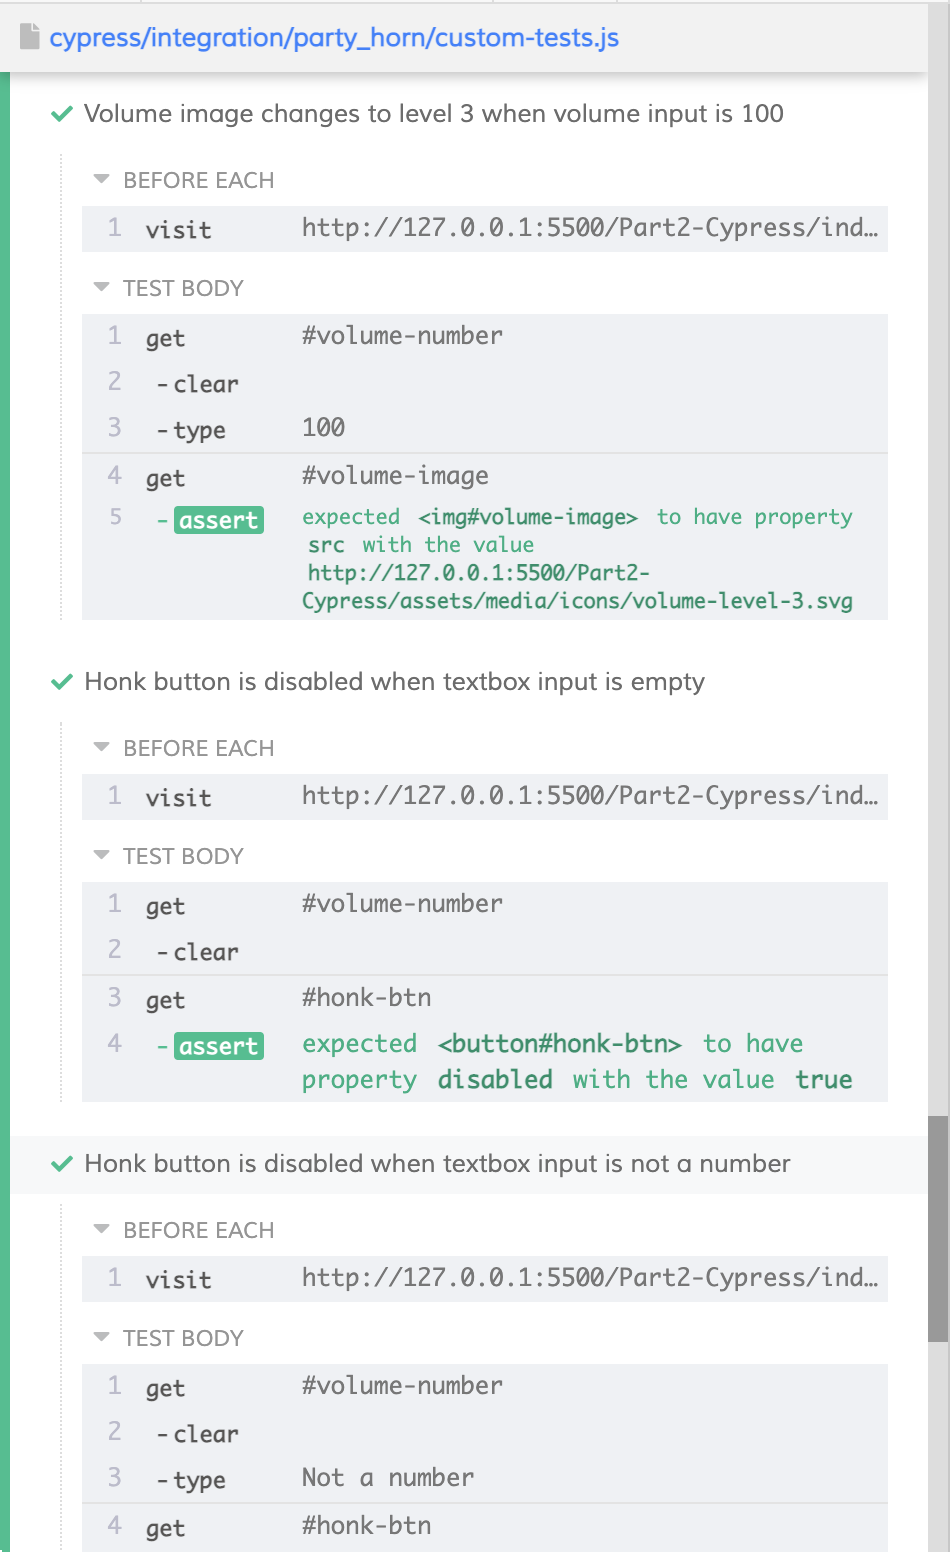 cypress/integration/party_horn/custom-tests.js
Volume image changes to level 3 when volume input is 100
BEFORE EACH
1 visit http://127.0.0.1:5500/Part2-Cypress/ind…
TEST BODY
1 get #volume-number
2 -clear
3 -type 100
4 get #volume-image
5 -assert expected <img#volume-image> to have property
src with the value
http://127.0.0.1:5500/Part2-
Cypress/assets/media/icons/volume-level-3.svg
Honk button is disabled when textbox input is empty
BEFORE EACH
1 visit http://127.0.0.1:5500/Part2-Cypress/ind…
TEST BODY
1 get #volume-number
2 -clear
3 get #honk-btn
4 -assert expected <button#honk-btn> to have
property disabled with the value true
Honk button is disabled when textbox input is not a number
BEFORE EACH
1 visit http://127.0.0.1:5500/Part2-Cypress/ind…
TEST BODY
1 get #volume-number
2 -clear
3 -type Not a number
4 get #honk-btn